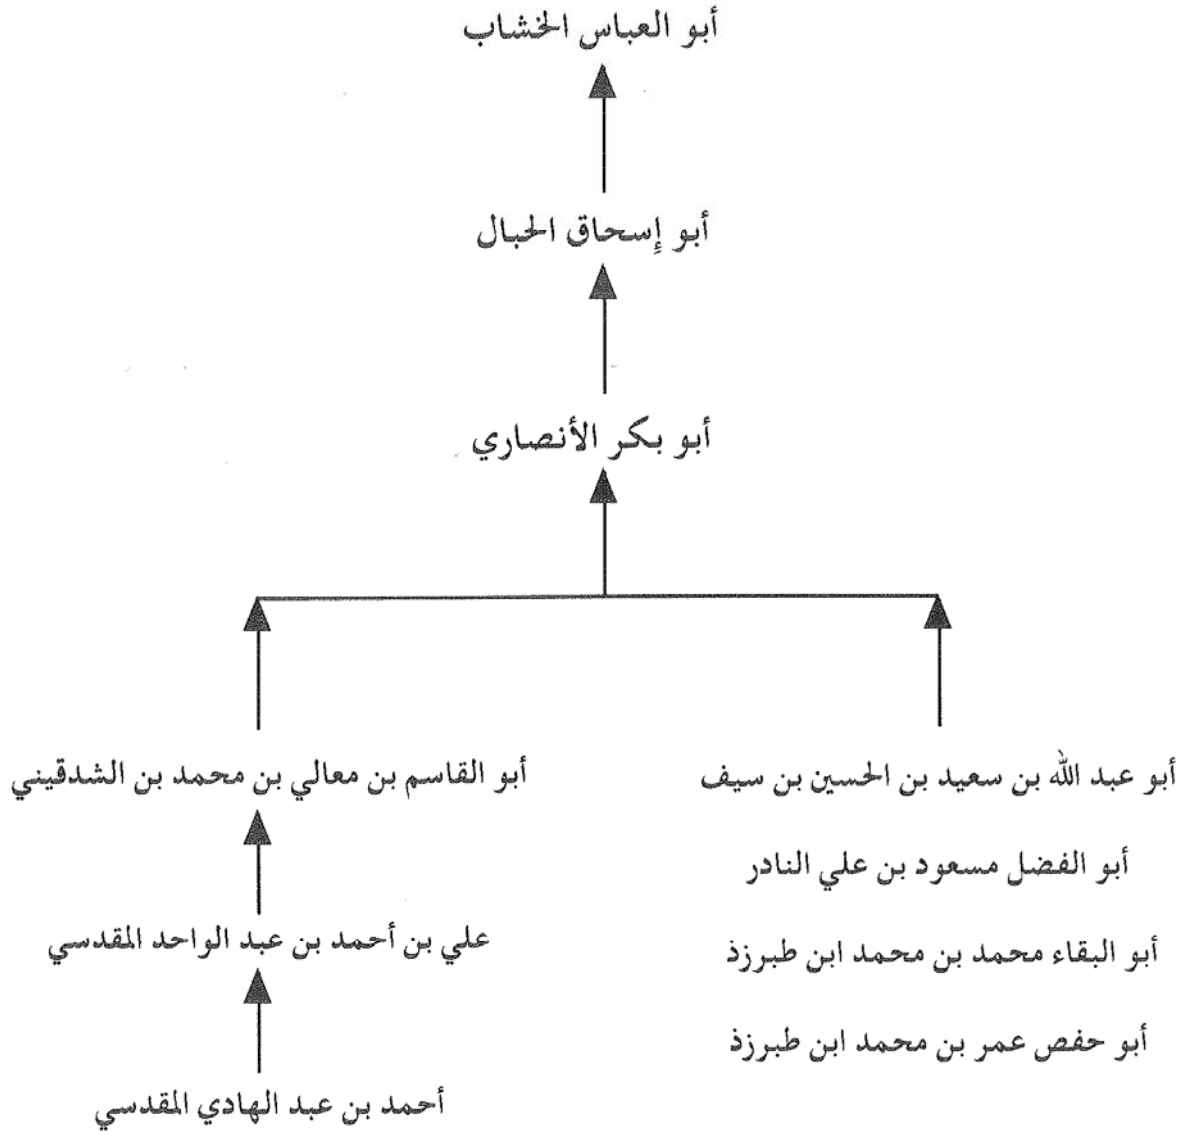 أبو العباس الخشاب
أبو إسحاق الحبال
أبو بكر الأنصاري
أبو عبد الله بن سعيد بن الحسين بن سيف
أبو القاسم بن معالي بن محمد بن الشدقيني
أبو الفضل مسعود بن علي النادر
علي بن أحمد بن عبد الواحد المقدسي
أبو البقاء محمد بن محمد ابن طبرزذ
أبو حفص عمر بن محمد ابن طبرزذ
أحمد بن عبد الهادي المقدسي